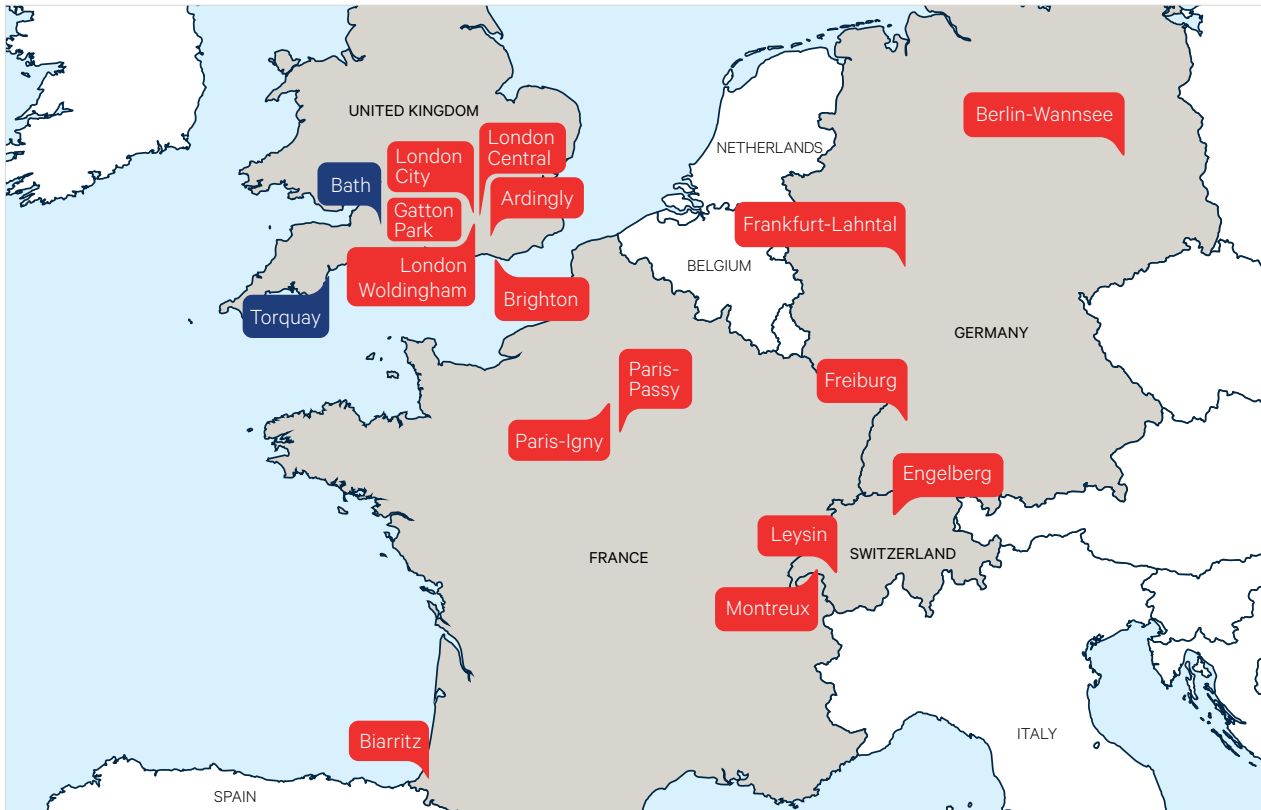 UNITED KINGDOM
Berlin-Wannsee
London
Central
London
City
NETHERLANDS
Bath
Ardingly
Gatton
Park
Frankfurt-Lahntal
London
Woldingham
BELGIUM
Brighton
Torquay
GERMANY
Paris-
Passy
Freiburg
Paris-Igny
Engelberg
Leysin
SWITZERLAND
FRANCE
Montreux
Biarritz
ITALY
SPAIN